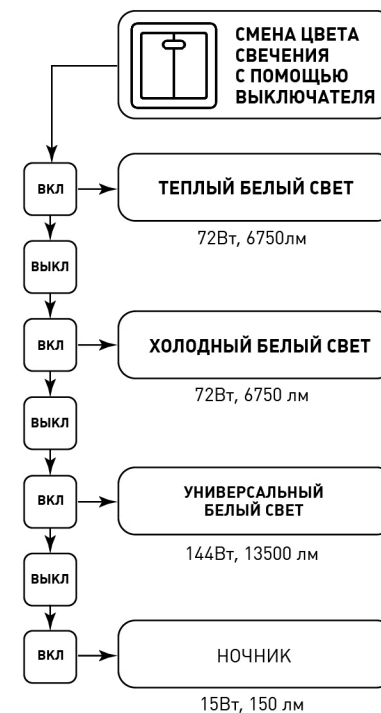 СМЕНА ЦВЕТА
СВЕЧЕНИЯ
С ПОМОЩЬЮ
ВЫКЛЮЧАТЕЛЯ
ВКЛ
ТЕПЛЫЙ БЕЛЫЙ СВЕТ
72Вт, 6750лм
ВЫКЛ
ВКЛ
ХОЛОДНЫЙ БЕЛЫЙ СВЕТ
72Вт, 6750 лм
ВЫКЛ
ВКЛ
УНИВЕРСАЛЬНЫЙ
БЕЛЫЙ СВЕТ
144Вт, 13500 лм
ВЫКЛ
ВКЛ
НОЧНИК
15Вт, 150 лм